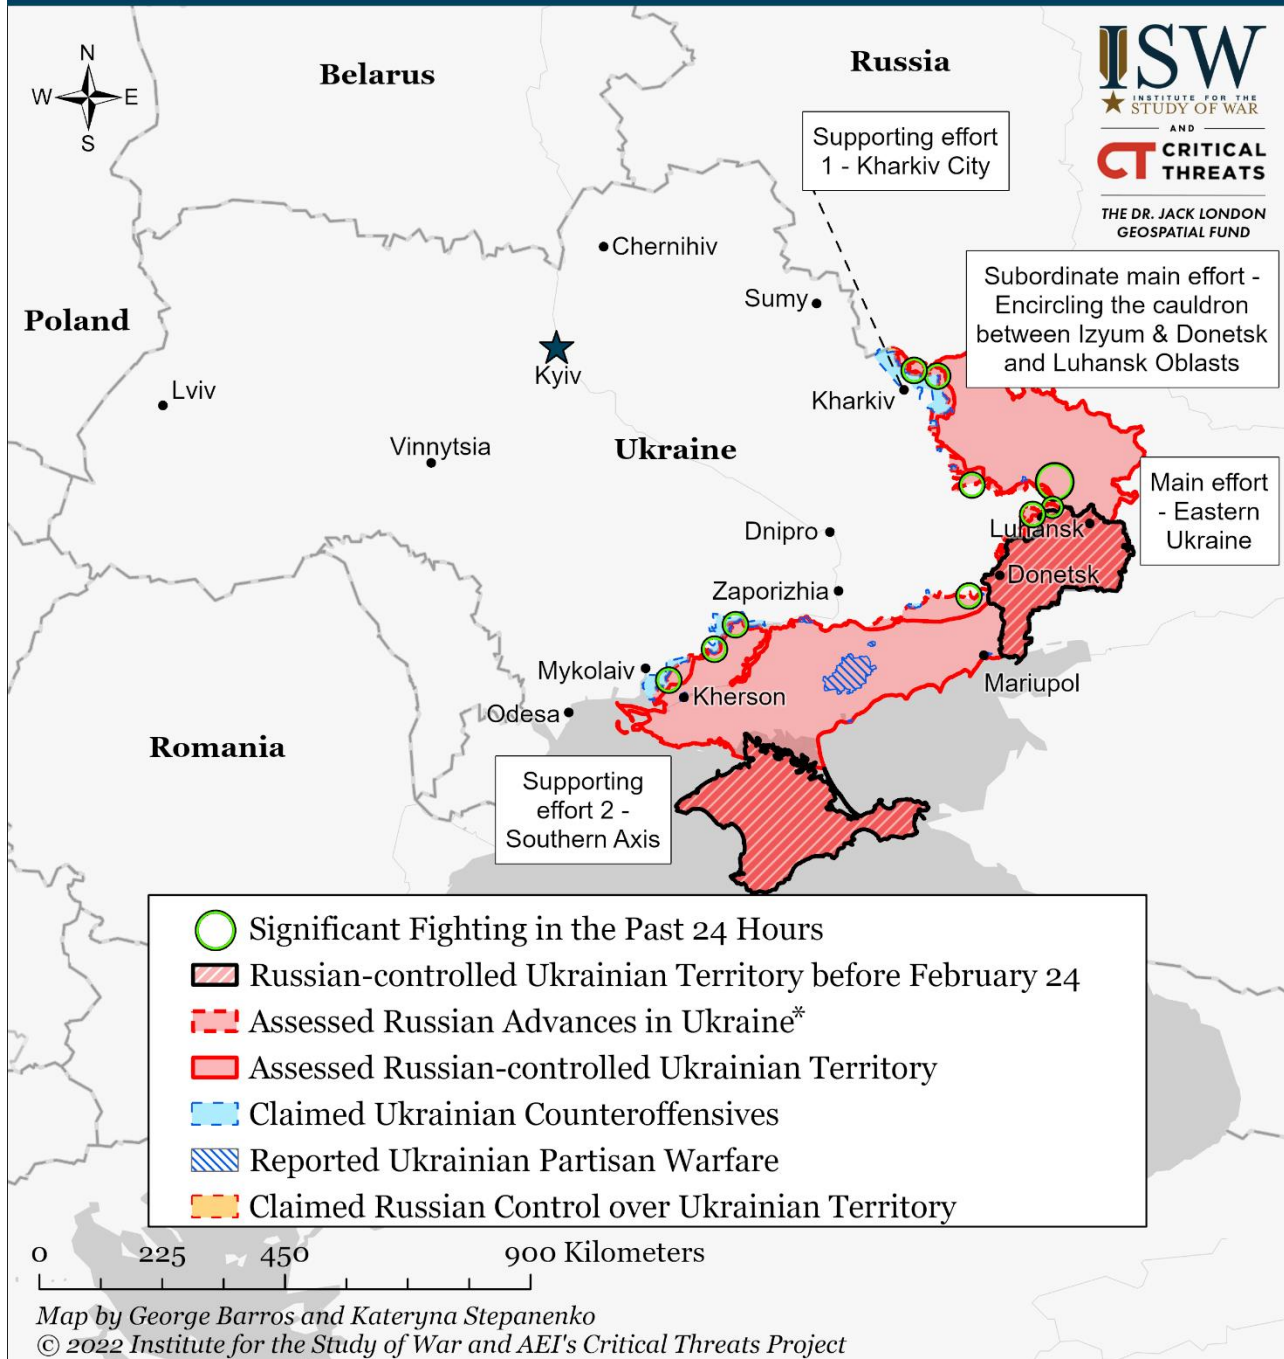 Belarus
Russia
N
W E
S
ISW
INSTITUTE FOR THE
STUDY OF WAR
AND
CT CRITICAL
THREATS
THE DR. JACK LONDON
GEOSPATIAL FUND
Supporting effort
1 - Kharkiv City
Chernihiv
Sumy
Subordinate main effort -
Encircling the cauldron
between Izyum & Donetsk
and Luhansk Oblasts
Poland
Kyiv
Lviv
Kharkiv
Vinnytsia
Ukraine
Main effort
- Eastern
Ukraine
Dnipro
Luhansk
Donetsk
Zaporizhia
Mykolaiv
Mariupol
Kherson
Odesa
Romania
Supporting
effort 2 -
Southern Axis
Significant Fighting in the Past 24 Hours
Russian-controlled Ukrainian Territory before February 24
Assessed Russian Advances in Ukraine*
Assessed Russian-controlled Ukrainian Territory
Claimed Ukrainian Counteroffensives
Reported Ukrainian Partisan Warfare
Claimed Russian Control over Ukrainian Territory
0 225 450 900 Kilometers
Map by George Barros and Kateryna Stepanenko
© 2022 Institute for the Study of War and AEI's Critical Threats Project